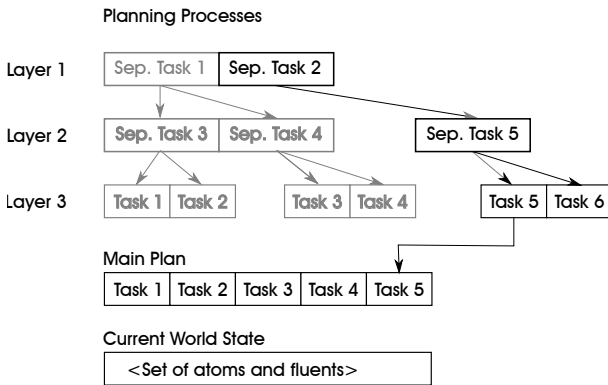 Planning Processes
Layer 1 Sep. Task 1 Sep. Task 2
Layer 2 Sep. Task 3 Sep. Task 4 Sep. Task 5
Layer 3 Task 1 Task 2 Task 3 Task 4 Task 5 Task 6
Main Plan
Task 1 Task 2 Task 3 Task 4 Task 5
Current World State
<Set of atoms and fluents>